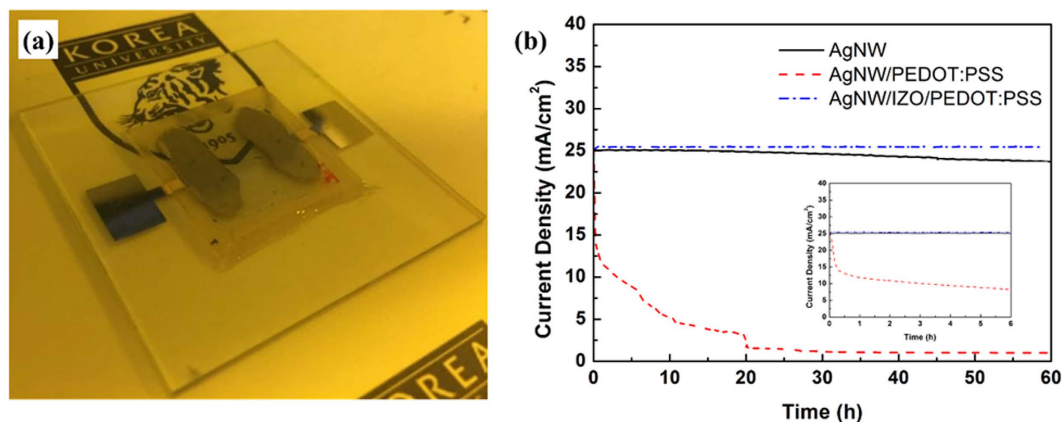 (a)
KOREA
UNIVERSITY
1905
OREA
(b)
Current Density (mA/cm²)
40
35
30
25
20
15
10
5
0
AgNW
AgNW/PEDOT:PSS
AgNW/IZO/PEDOT:PSS
Current Density (mA/cm²)
40
35
30
25
20
15
10
5
0
0 1 2 3 4 5 6
Time (h)
0 10 20 30 40 50 60
Time (h)